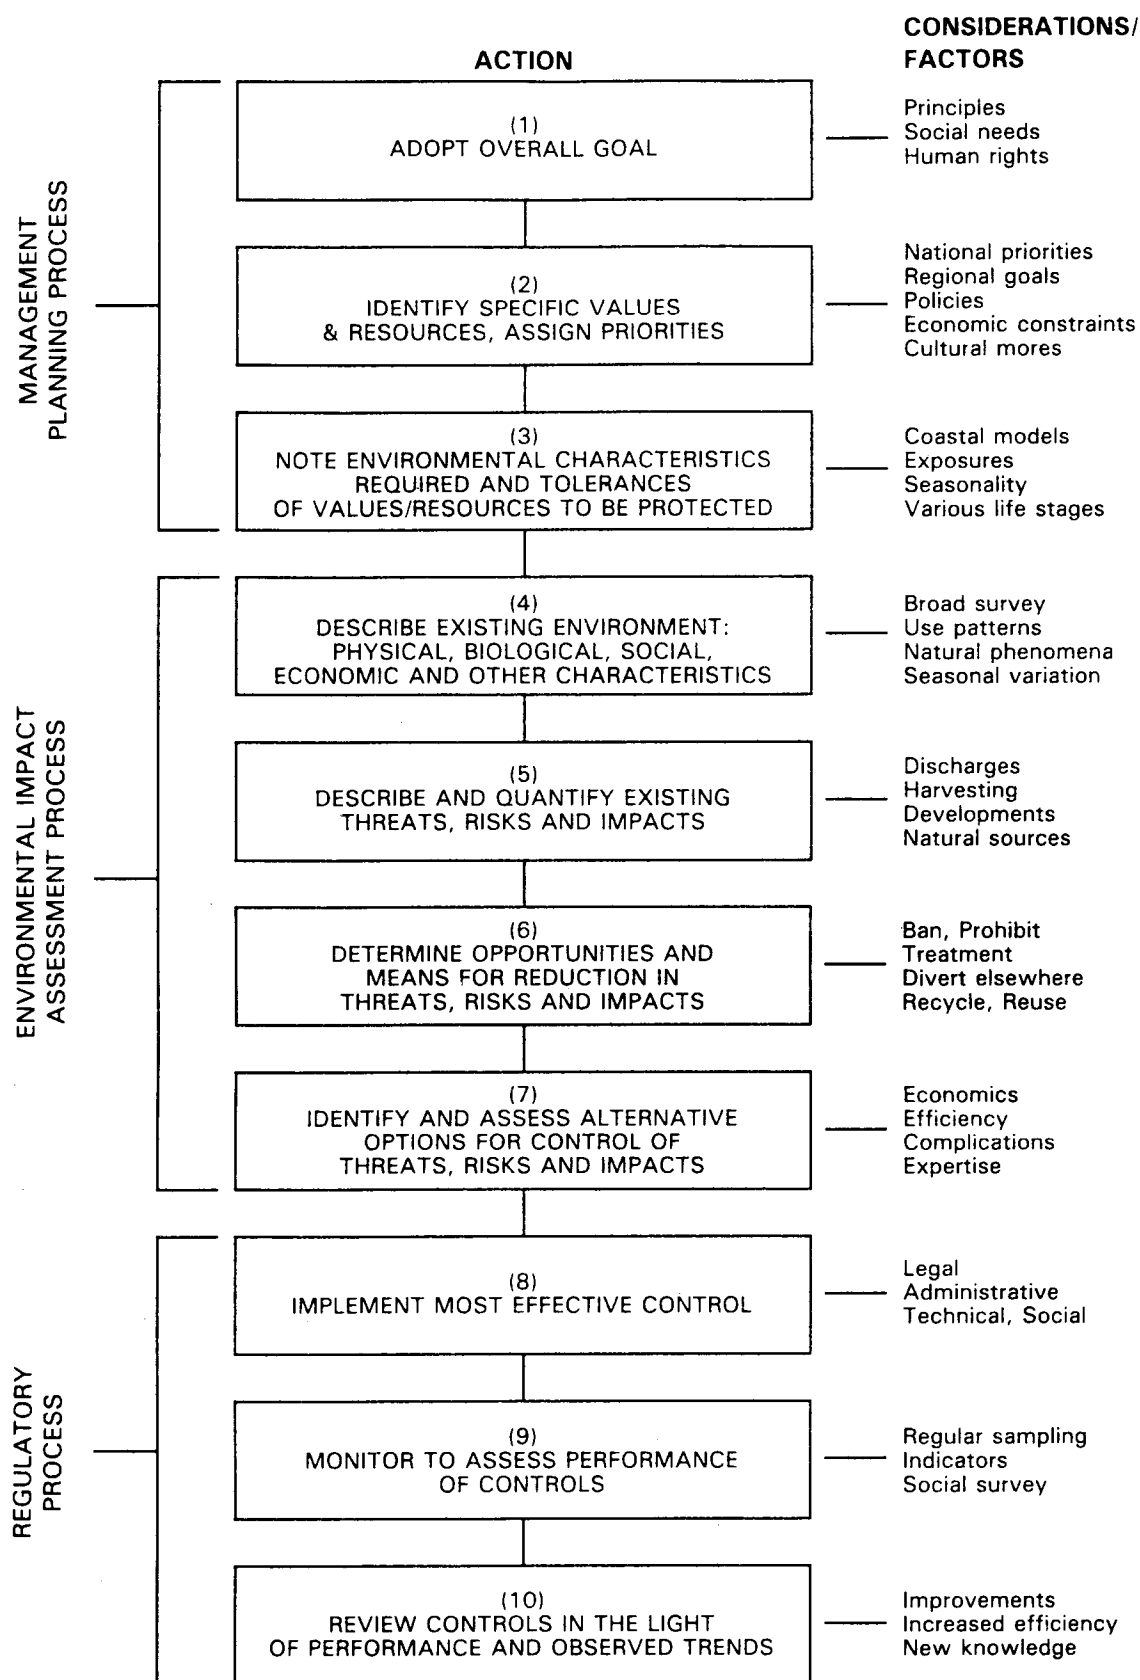 CONSIDERATIONS/
FACTORS
ACTION
MANAGEMENT
PLANNING PROCESS
(1)
ADOPT OVERALL GOAL
Principles
Social needs
Human rights
(2)
IDENTIFY SPECIFIC VALUES
& RESOURCES, ASSIGN PRIORITIES
National priorities
Regional goals
Policies
Economic constraints
Cultural mores
(3)
NOTE ENVIRONMENTAL CHARACTERISTICS
REQUIRED AND TOLERANCES
OF VALUES/RESOURCES TO BE PROTECTED
Coastal models
Exposures
Seasonality
Various life stages
ENVIRONMENTAL IMPACT
ASSESSMENT PROCESS
(4)
DESCRIBE EXISTING ENVIRONMENT:
PHYSICAL, BIOLOGICAL, SOCIAL,
ECONOMIC AND OTHER CHARACTERISTICS
Broad survey
Use patterns
Natural phenomena
Seasonal variation
(5)
DESCRIBE AND QUANTIFY EXISTING
THREATS, RISKS AND IMPACTS
Discharges
Harvesting
Developments
Natural sources
(6)
DETERMINE OPPORTUNITIES AND
MEANS FOR REDUCTION IN
THREATS, RISKS AND IMPACTS
Ban, Prohibit
Treatment
Divert elsewhere
Recycle, Reuse
(7)
IDENTIFY AND ASSESS ALTERNATIVE
OPTIONS FOR CONTROL OF
THREATS, RISKS AND IMPACTS
Economics
Efficiency
Complications
Expertise
REGULATORY
PROCESS
(8)
IMPLEMENT MOST EFFECTIVE CONTROL
Legal
Administrative
Technical, Social
(9)
MONITOR TO ASSESS PERFORMANCE
OF CONTROLS
Regular sampling
Indicators
Social survey
(10)
REVIEW CONTROLS IN THE LIGHT
OF PERFORMANCE AND OBSERVED TRENDS
Improvements
Increased efficiency
New knowledge